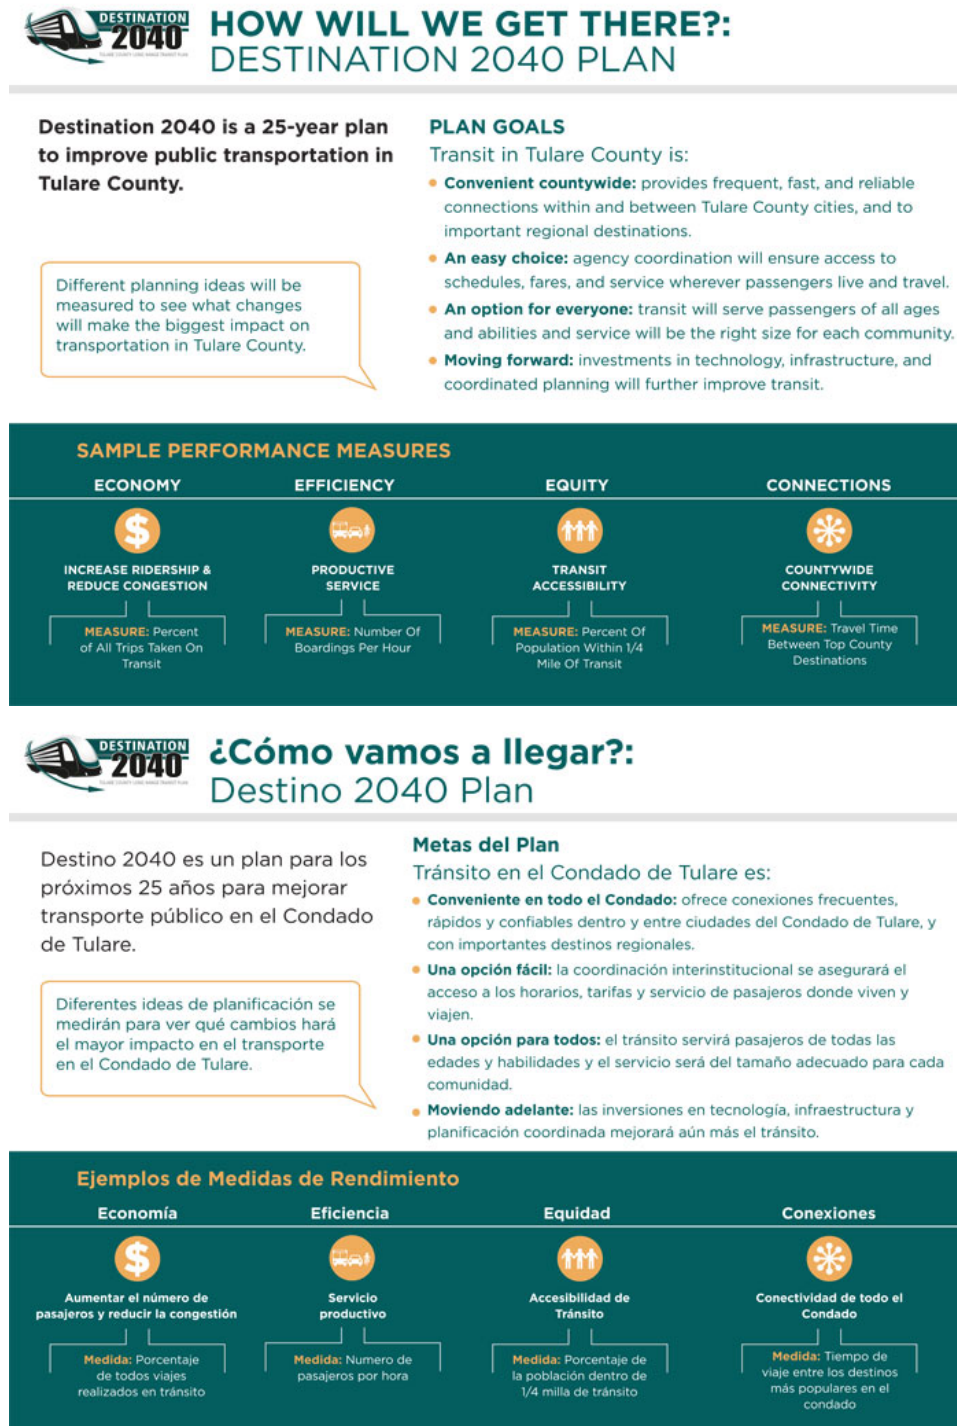 DESTINATION
2040
TULARE COUNTY LONG RANGE TRANSIT PLAN
HOW WILL WE GET THERE?:
DESTINATION 2040 PLAN
Destination 2040 is a 25-year plan
to improve public transportation in
Tulare County.
Different planning ideas will be
measured to see what changes
will make the biggest impact on
transportation in Tulare County.
PLAN GOALS
Transit in Tulare County is:
Convenient countywide: provides frequent, fast, and reliable
connections within and between Tulare County cities, and to
important regional destinations.
An easy choice: agency coordination will ensure access to
schedules, fares, and service wherever passengers live and travel.
An option for everyone: transit will serve passengers of all ages
and abilities and service will be the right size for each community.
Moving forward: investments in technology, infrastructure, and
coordinated planning will further improve transit.
SAMPLE PERFORMANCE MEASURES
ECONOMY
INCREASE RIDERSHIP &
REDUCE CONGESTION
MEASURE: Percent
of All Trips Taken On
Transit
EFFICIENCY
PRODUCTIVE
SERVICE
MEASURE: Number Of
Boardings Per Hour
EQUITY
TRANSIT
ACCESSIBILITY
MEASURE: Percent Of
Population Within 1/4
Mile Of Transit
CONNECTIONS
COUNTYWIDE
CONNECTIVITY
MEASURE: Travel Time
Between Top County
Destinations
DESTINATION
2040
TULARE COUNTY LONG RANGE TRANSIT PLAN
¿Cómo vamos a llegar?:
Destino 2040 Plan
Destino 2040 es un plan para los
próximos 25 años para mejorar
transporte público en el Condado
de Tulare.
Diferentes ideas de planificación se
medirán para ver qué cambios hará
el mayor impacto en el transporte
en el Condado de Tulare.
Metas del Plan
Tránsito en el Condado de Tulare es:
Conveniente en todo el Condado: ofrece conexiones frecuentes,
rápidos y confiables dentro y entre ciudades del Condado de Tulare, y
con importantes destinos regionales.
Una opción fácil: la coordinación interinstitucional se asegurará el
acceso a los horarios, tarifas y servicio de pasajeros donde viven y
viajen.
Una opción para todos: el tránsito servirá pasajeros de todas las
edades y habilidades y el servicio será del tamaño adecuado para cada
comunidad.
Moviendo adelante: las inversiones en tecnología, infraestructura y
planificación coordinada mejorará aún más el tránsito.
Ejemplos de Medidas de Rendimiento
Economía
Aumentar el número de
pasajeros y reducir la congestión
Medida: Porcentaje
de todos viajes
realizados en tránsito
Eficiencia
Servicio
productivo
Medida: Numero de
pasajeros por hora
Equidad
Accesibilidad de
Tránsito
Medida: Porcentaje de
la población dentro de
1/4 milla de tránsito
Conexiones
Conectividad de todo el
Condado
Medida: Tiempo de
viaje entre los destinos
más populares en el
condado